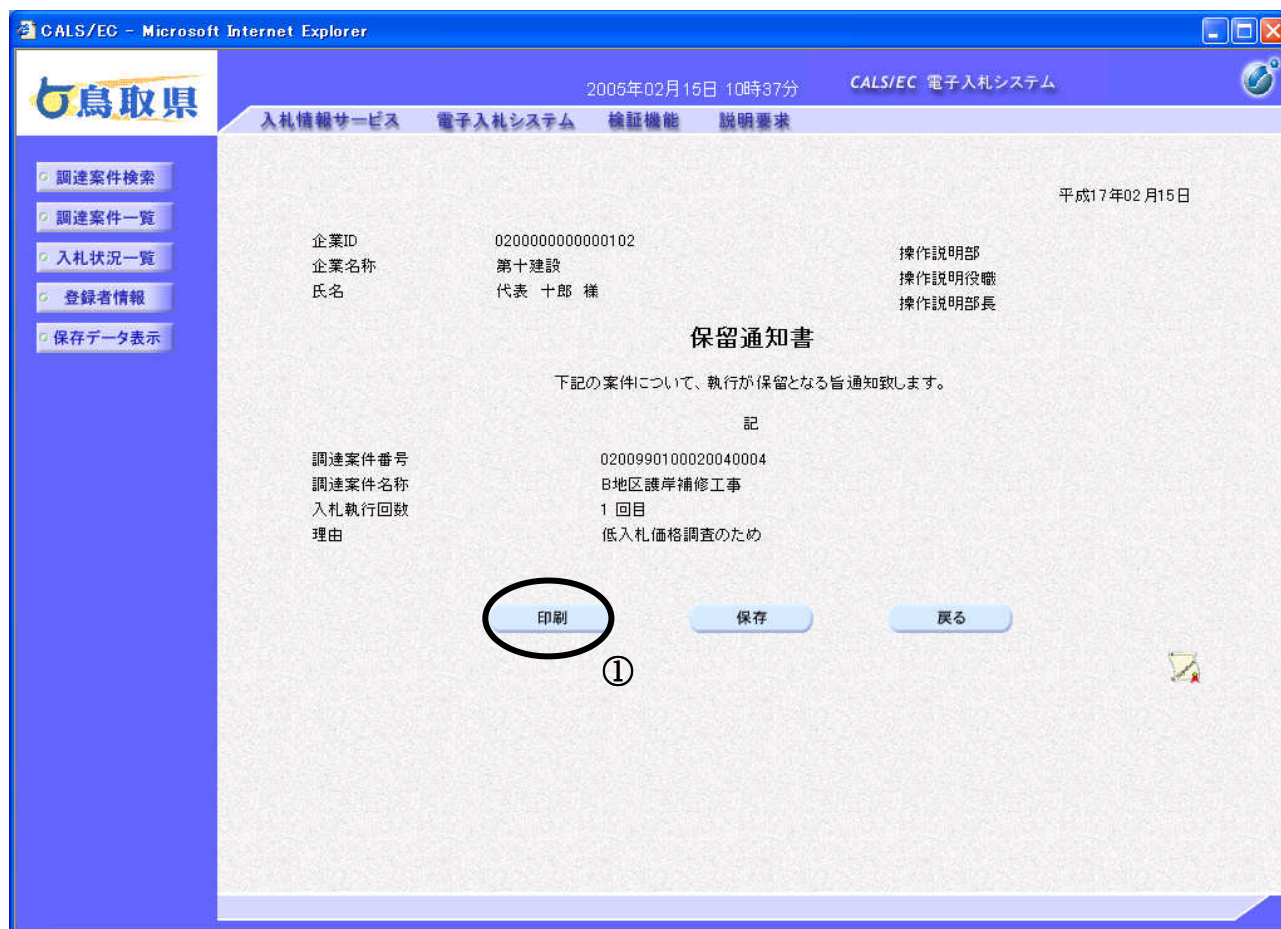 CALS/EC - Microsoft Internet Explorer
鳥取県
2005年02月15日 10時37分
CALS/EC 電子入札システム
入札情報サービス 電子入札システム 検証機能 説明要求
調達案件検索
調達案件一覧
入札状況一覧
登録者情報
保存データ表示
平成17年02月15日
企業ID 0200000000000102
企業名称 第十建設
氏名 代表 十郎 様
操作説明部
操作説明役職
操作説明部長
保留通知書
下記の案件について、執行が保留となる旨通知致します。
記
調達案件番号 0200990100020040004
調達案件名称 B地区護岸補修工事
入札執行回数 1 回目
理由 低入札価格調査のため
印刷 保存 戻る
①